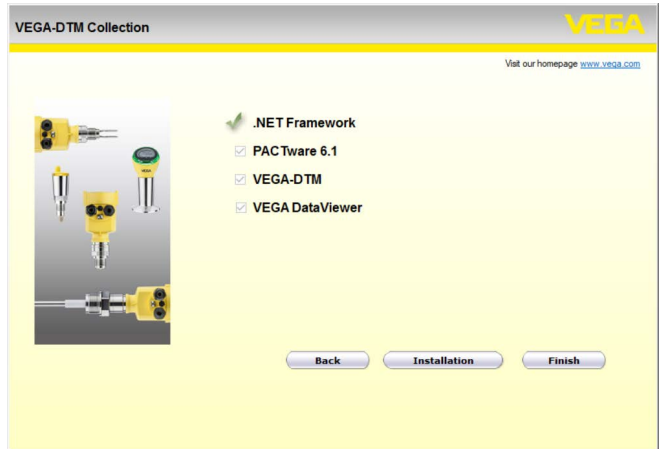 VEGA-DTM Collection
VEGA
Visit our homepage www.vega.com
.NET Framework
PACTware 6.1
VEGA-DTM
VEGA DataViewer
Back
Installation
Finish